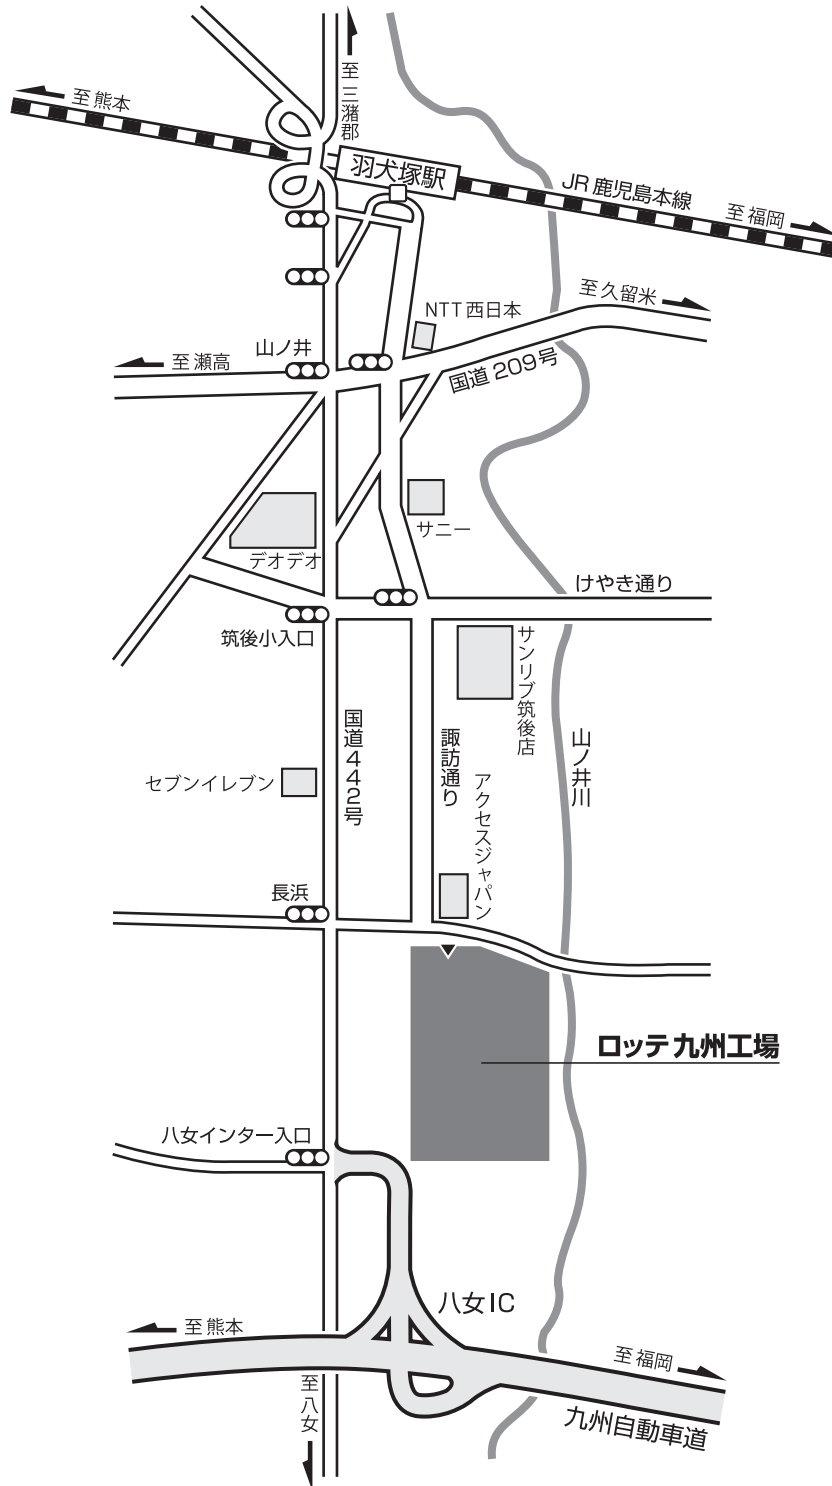 至 三潴郡
至 熊本
羽犬塚駅
JR 鹿児島本線
至 福岡
至 久留米
NTT 西日本
山ノ井
至 瀬高
国道 209号
サニー
デオデオ
けやき通り
筑後小入口
サンリブ筑後店
国道442号
諏訪通り
山ノ井川
セブンイレブン
アクセスジャパン
長浜
ロッテ 九州工場
八女インター入口
八女IC
至 熊本
至 福岡
至 八女
九州自動車道